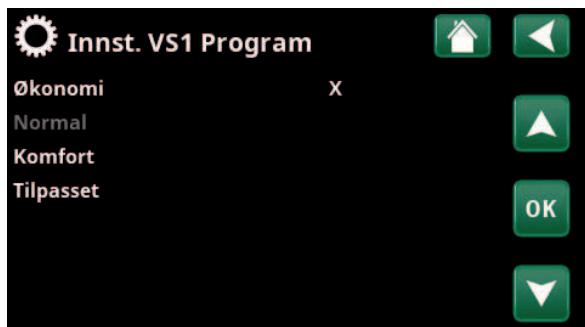 Innst. VS1 Program
Økonomi X
Normal
Komfort
Tilpasset
OK